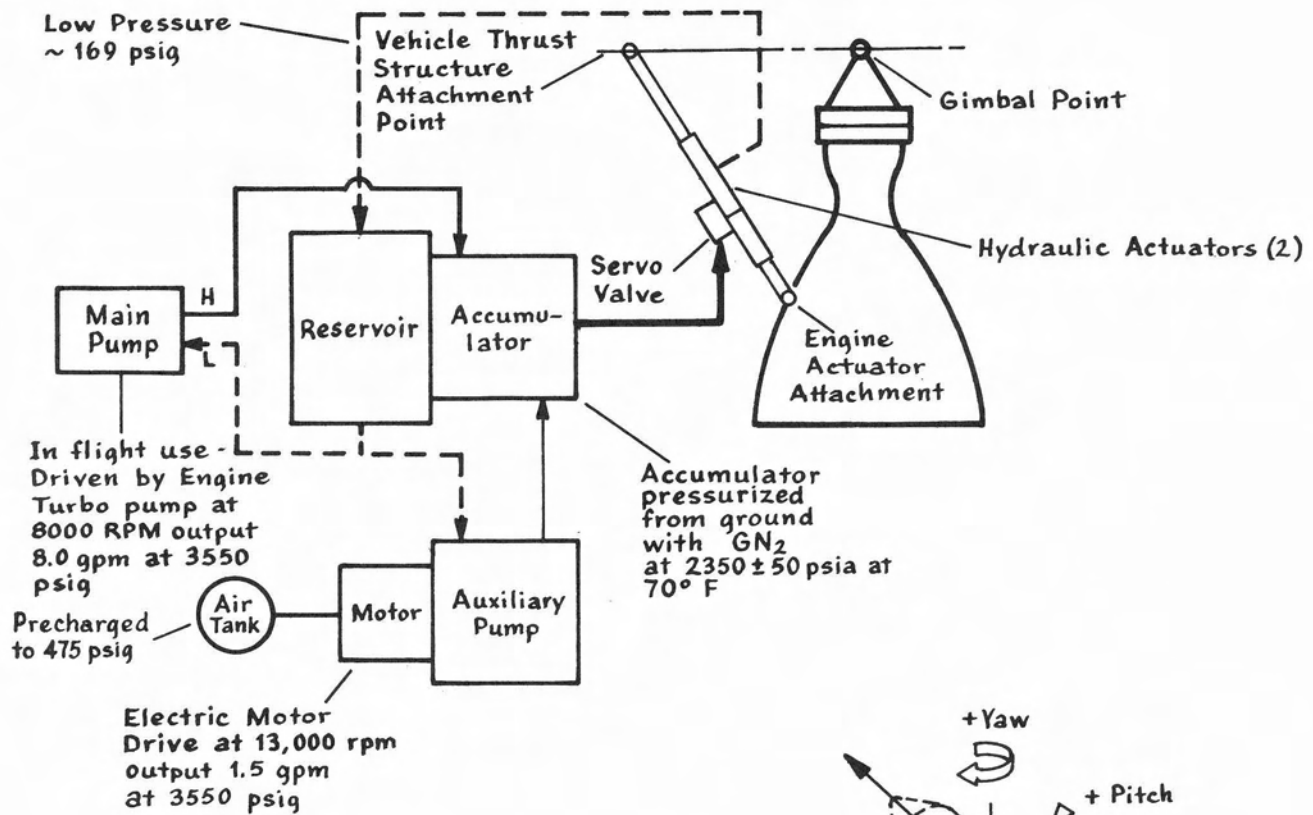 Low Pressure
~ 169 psig
Vehicle Thrust
Structure
Attachment
Point
Gimbal Point
Hydraulic Actuators (2)
Servo
Valve
Main
Pump
H
L
Reservoir
Accumu-
lator
Engine
Actuator
Attachment
In flight use -
Driven by Engine
Turbo pump at
8000 RPM output
8.0 gpm at 3550
psig
Accumulator
pressurized
from ground
with GN2
at 2350 ± 50 psia at
70° F
Air
Tank
Motor
Auxiliary
Pump
Precharged
to 475 psig
Electric Motor
Drive at 13,000 rpm
output 1.5 gpm
at 3550 psig
+Yaw
+ Pitch